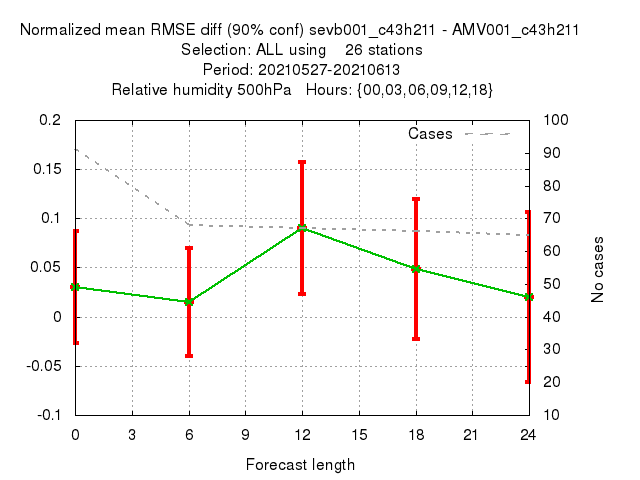 Normalized mean RMSE diff (90% conf) sevb001_c43h211 - AMV001_c43h211
Selection: ALL using    26 stations
Period: 20210527-20210613
Relative humidity 500hPa   Hours: {00,03,06,09,12,18}
0.2
0.15
0.1
0.05
0
-0.05
-0.1
Cases
100
90
80
70
60
50
40
30
20
10
No cases
0 3 6 9 12 15 18 21 24
Forecast length